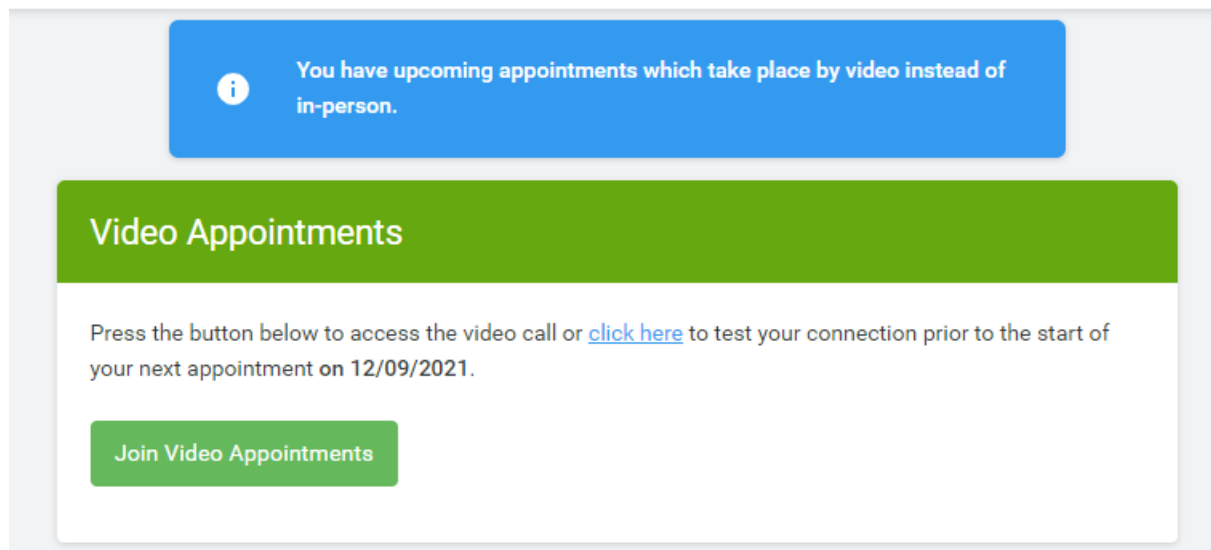 You have upcoming appointments which take place by video instead of
in-person.
Video Appointments
Press the button below to access the video call or click here to test your connection prior to the start of
your next appointment on 12/09/2021.
Join Video Appointments